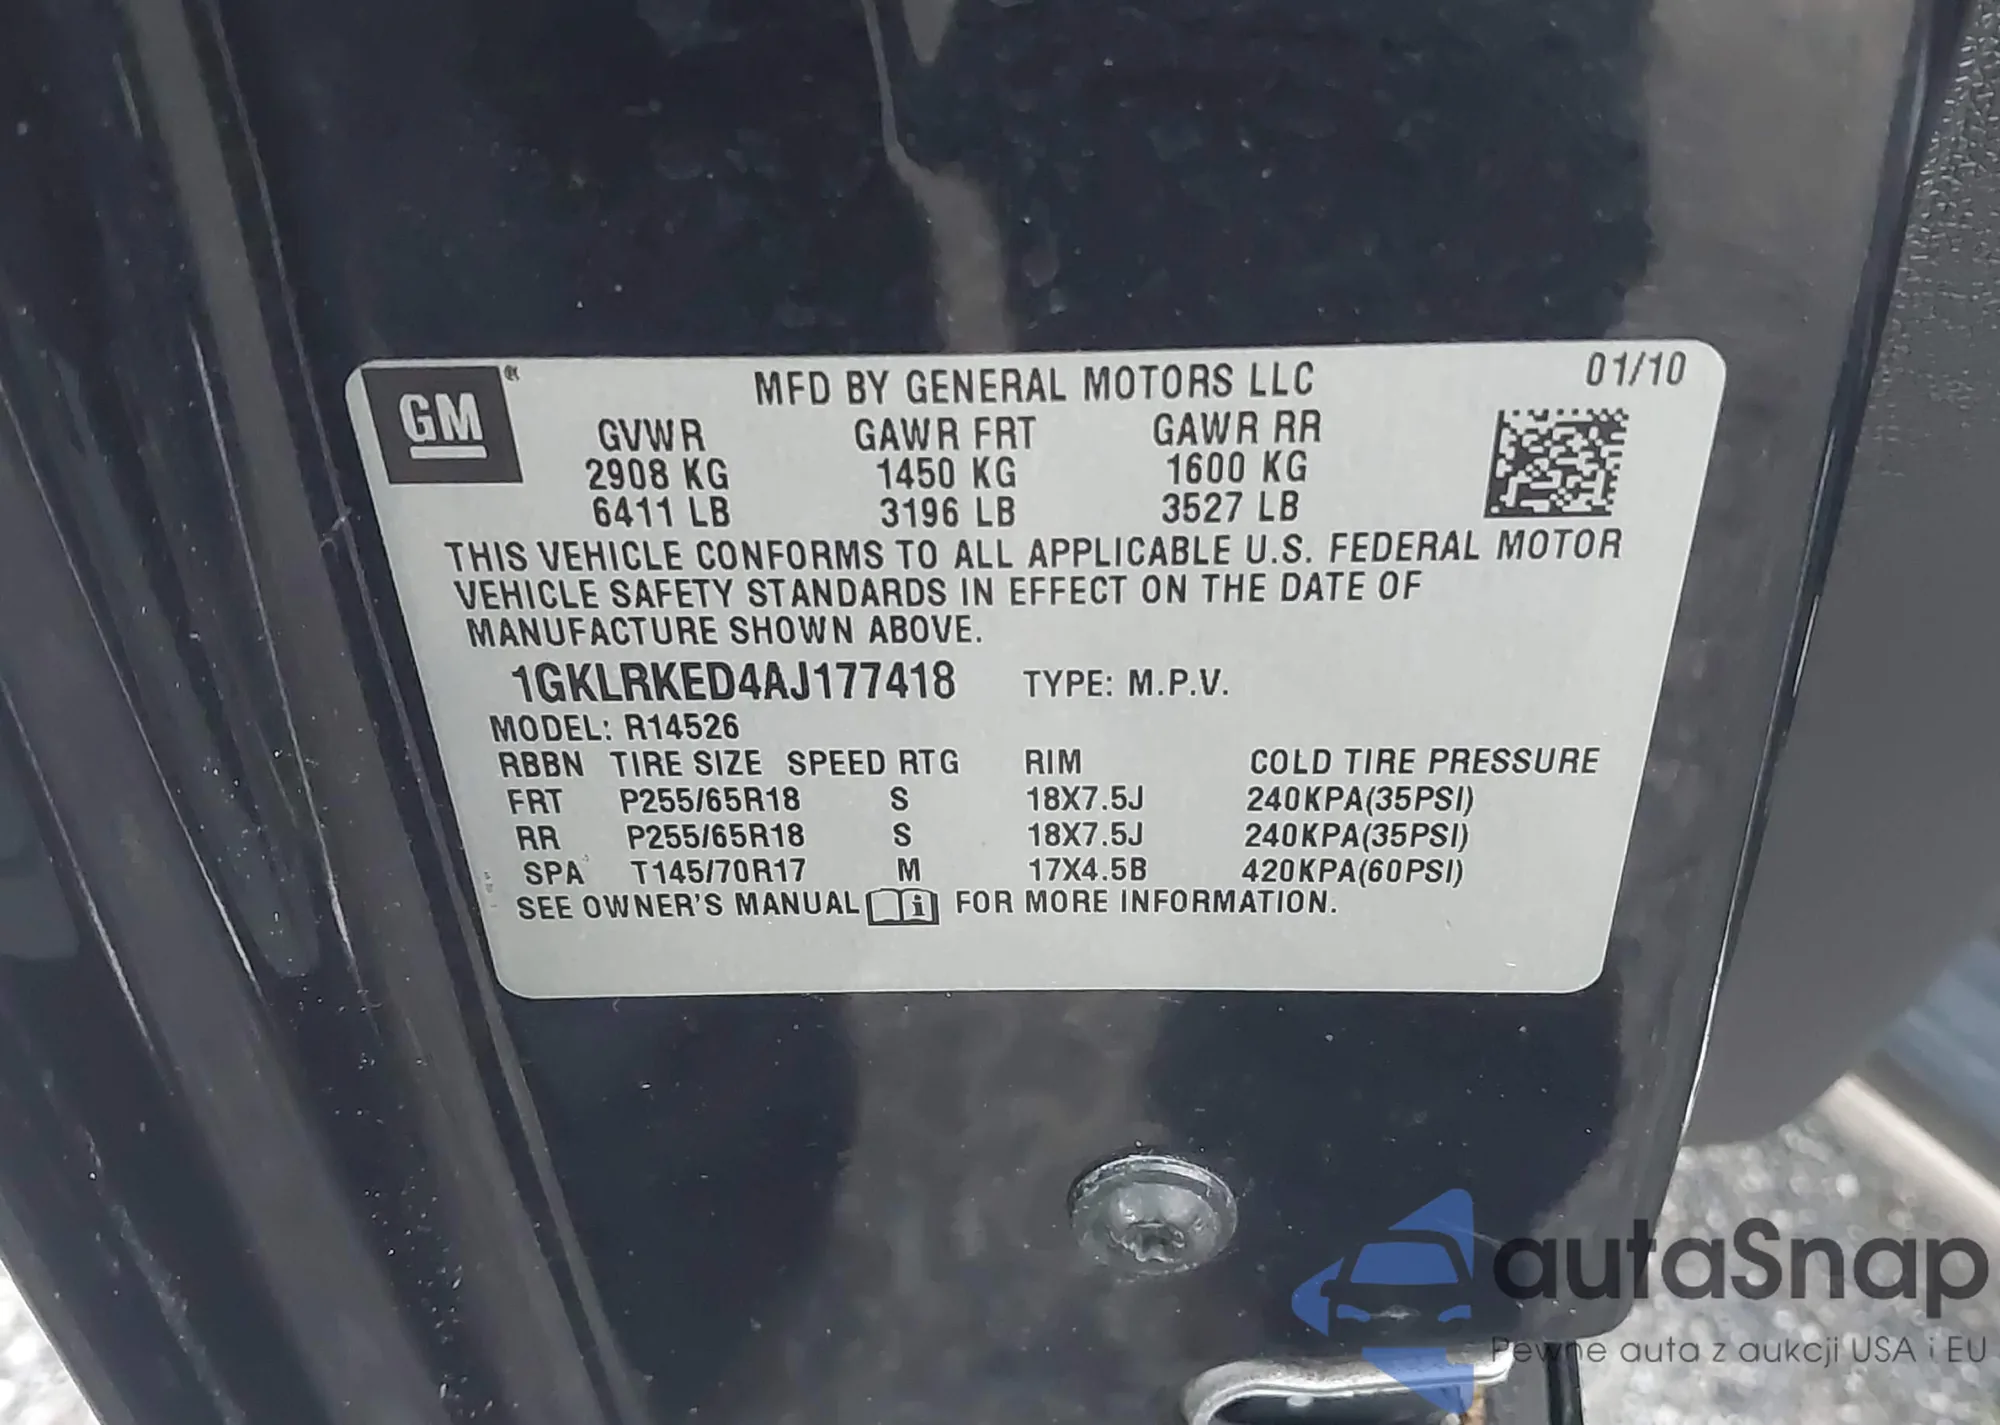 GM ®
MFD BY GENERAL MOTORS LLC 01/10
GVWR GAWR FRT GAWR RR
2908 KG 1450 KG 1600 KG
6411 LB 3196 LB 3527 LB
THIS VEHICLE CONFORMS TO ALL APPLICABLE U.S. FEDERAL MOTOR
VEHICLE SAFETY STANDARDS IN EFFECT ON THE DATE OF
MANUFACTURE SHOWN ABOVE.
1GKLRKED4AJ177418 TYPE: M.P.V.
MODEL: R14526
RBBN TIRE SIZE SPEED RTG RIM COLD TIRE PRESSURE
FRT P255/65R18 S 18X7.5J 240KPA(35PSI)
RR P255/65R18 S 18X7.5J 240KPA(35PSI)
SPA T145/70R17 M 17X4.5B 420KPA(60PSI)
SEE OWNER'S MANUAL i FOR MORE INFORMATION.
autaSnap
Pewne auta z aukcji USA i EU